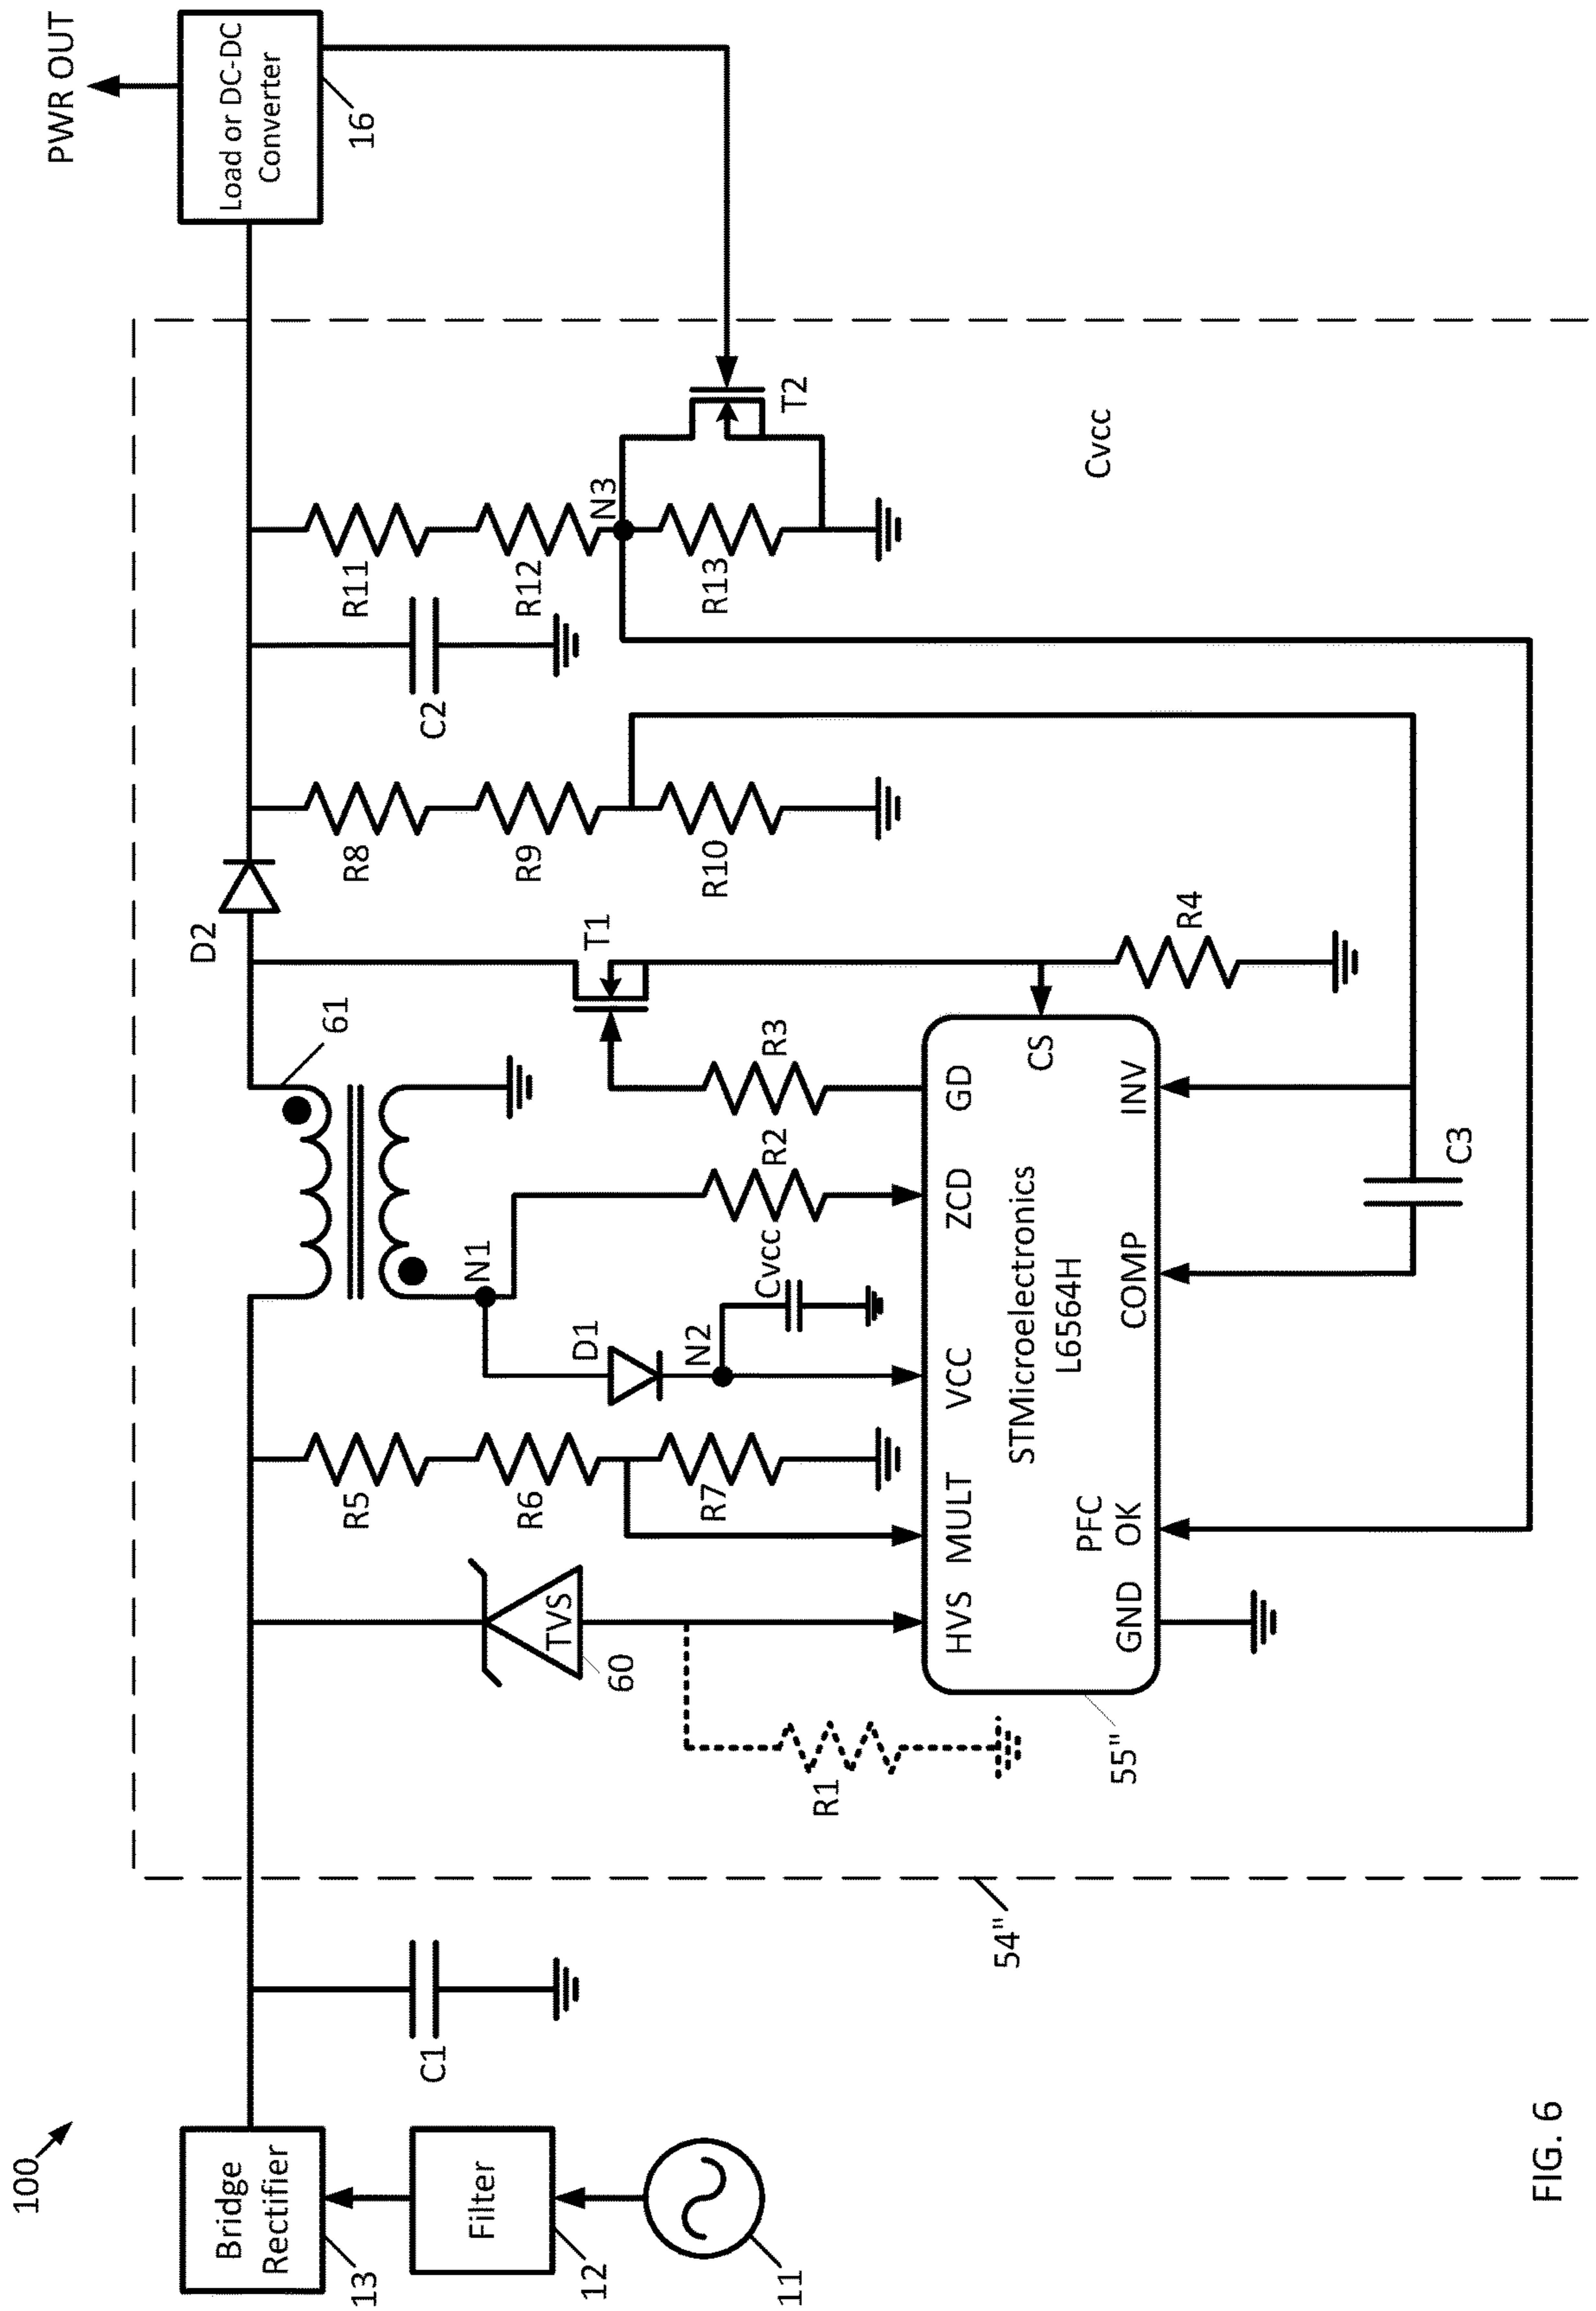 100
PWR OUT
Load or DC-DC
Converter
16
Bridge
Rectifier
13
Filter
12
11
C1
54"
61
D2
TVS
60
R1
R5
R6
R7
N1
D1
N2
Cvcc
R2
R3
T1
R8
R9
R10
C2
R11
R12
N3
R13
T2
Cvcc
HVS
MULT
VCC
ZCD
GD
CS
STMicroelectronics
L6564H
GND
PFC
OK
COMP
INV
55"
R4
C3
FIG. 6